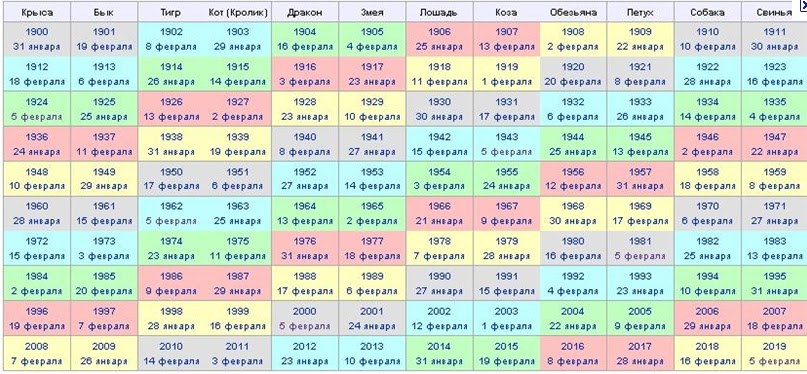 Крыса Бык Тигр Кот (Кролик) Дракон Змея Лошадь Коза Обезьяна Петух Собака Свинья
1900 1901 1902 1903 1904 1905 1906 1907 1908 1909 1910 1911
31 января 19 февраля 8 февраля 29 января 16 февраля 4 февраля 25 января 13 февраля 2 февраля 22 января 10 февраля 30 января
1912 1913 1914 1915 1916 1917 1918 1919 1920 1921 1922 1923
18 февраля 6 февраля 26 января 14 февраля 3 февраля 23 января 11 февраля 1 февраля 20 февраля 8 февраля 28 января 16 февраля
1924 1925 1926 1927 1928 1929 1930 1931 1932 1933 1934 1935
5 февраля 25 января 13 февраля 2 февраля 23 января 10 февраля 30 января 17 февраля 6 февраля 26 января 14 февраля 4 февраля
1936 1937 1938 1939 1940 1941 1942 1943 1944 1945 1946 1947
24 января 11 февраля 31 января 19 февраля 8 февраля 27 января 15 февраля 5 февраля 25 января 13 февраля 2 февраля 22 января
1948 1949 1950 1951 1952 1953 1954 1955 1956 1957 1958 1959
10 февраля 29 января 17 февраля 6 февраля 27 января 14 февраля 3 февраля 24 января 12 февраля 31 января 18 февраля 8 февраля
1960 1961 1962 1963 1964 1965 1966 1967 1968 1969 1970 1971
28 января 15 февраля 5 февраля 25 января 13 февраля 2 февраля 21 января 9 февраля 30 января 17 февраля 6 февраля 27 января
1972 1973 1974 1975 1976 1977 1978 1979 1980 1981 1982 1983
15 февраля 3 февраля 23 января 11 февраля 31 января 18 февраля 7 февраля 28 января 16 февраля 5 февраля 25 января 13 февраля
1984 1985 1986 1987 1988 1989 1990 1991 1992 1993 1994 1995
2 февраля 20 февраля 9 февраля 29 января 17 февраля 6 февраля 27 января 15 февраля 4 февраля 23 января 10 февраля 31 января
1996 1997 1998 1999 2000 2001 2002 2003 2004 2005 2006 2007
19 февраля 7 февраля 28 января 16 февраля 5 февраля 24 января 12 февраля 1 февраля 22 января 9 февраля 29 января 18 февраля
2008 2009 2010 2011 2012 2013 2014 2015 2016 2017 2018 2019
7 февраля 26 января 14 февраля 3 февраля 23 января 10 февраля 31 января 19 февраля 8 февраля 28 января 16 февраля 5 февраля